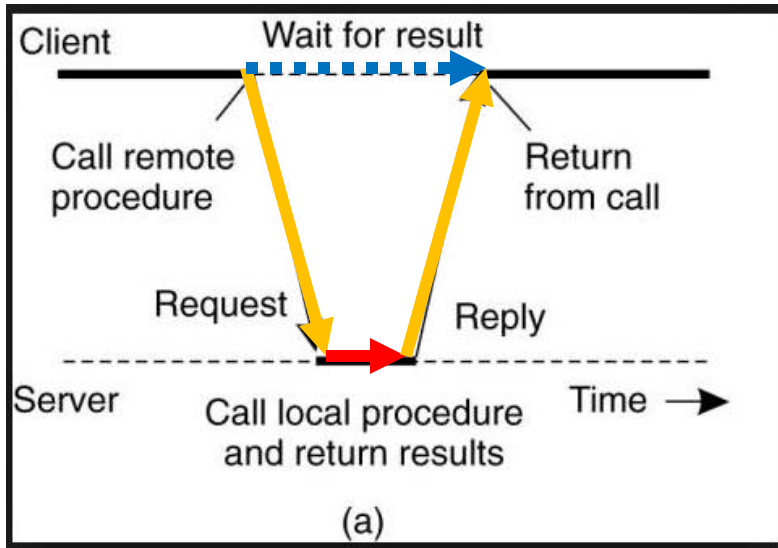 Client
Wait for result
Call remote
procedure
Return
from call
Request
Reply
Server
Call local procedure
and return results
Time
(a)